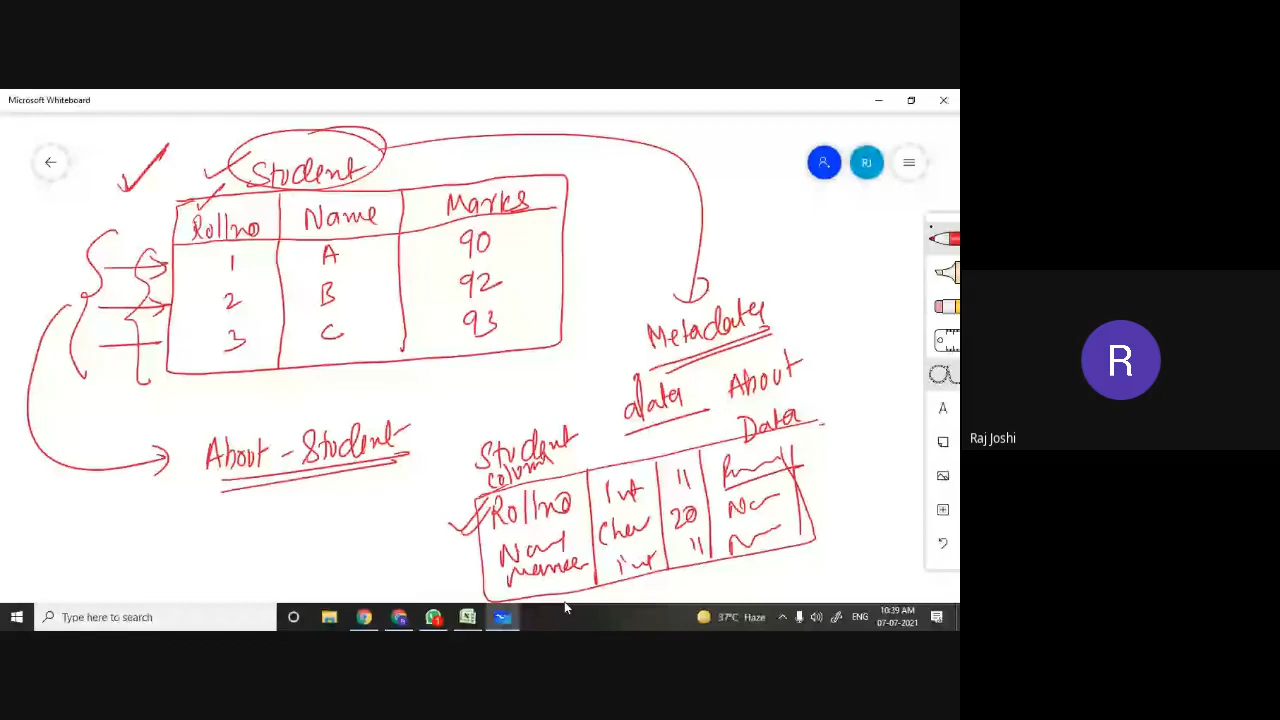 Microsoft Whiteboard
Student
Rollno Name Marks
1 A 90
2 B 92
3 C 93
Metadata
data About
Data
About - Student
Student
column
Rollno Int 11
Char 20
Int 11
RJ
A
R
Raj Joshi
Type here to search
37°C Haze
ENG
10:39 AM
07-07-2021